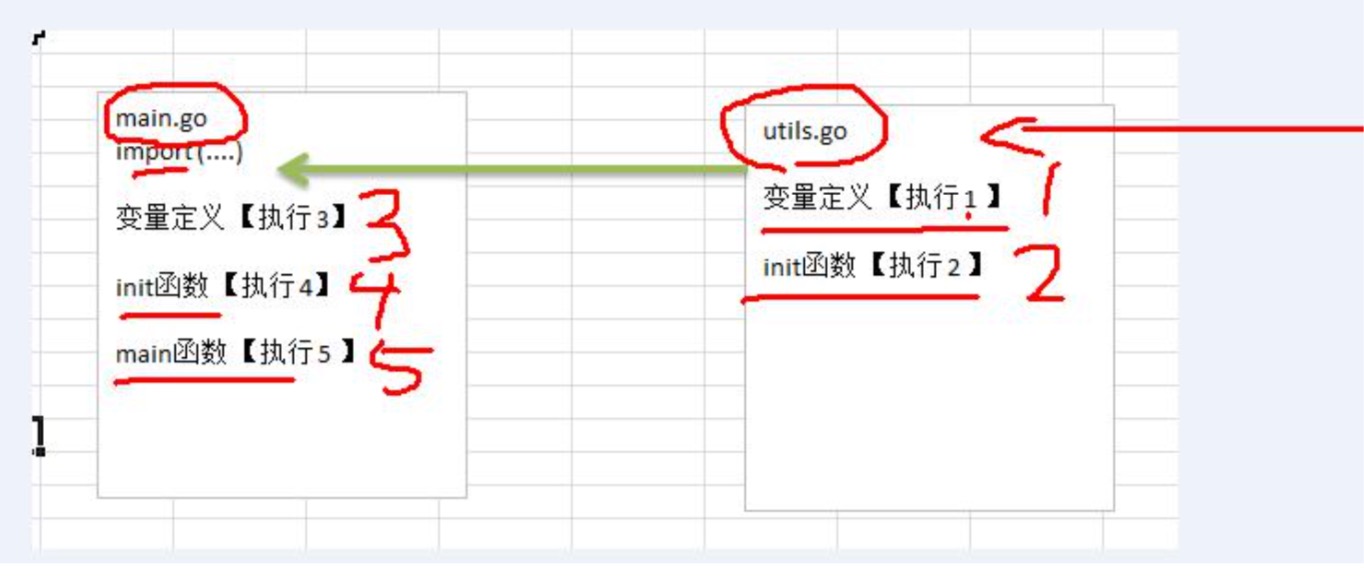 main.go
import(....)
变量定义【执行3】 3
init函数【执行4】 4
main函数【执行5 】 5
utils.go
变量定义【执行1 】 1
init函数【执行2 】 2